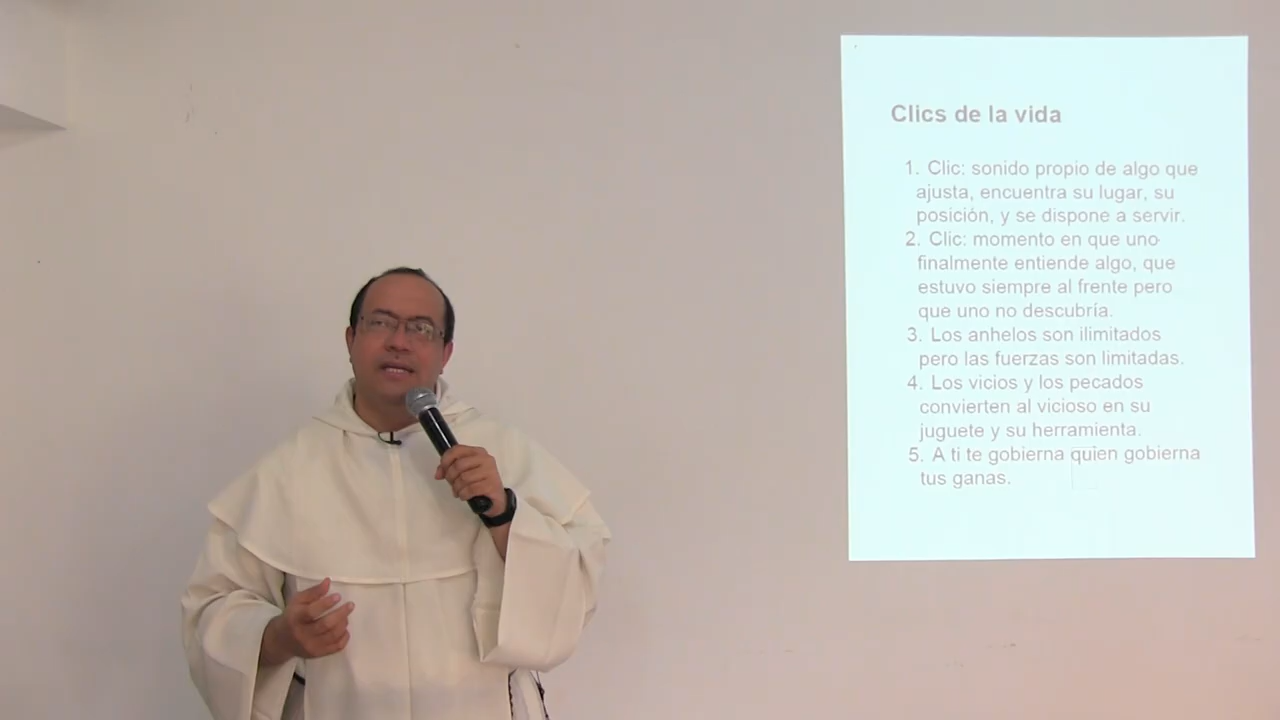 Clics de la vida
1. Clic: sonido propio de algo que
ajusta, encuentra su lugar, su
posición, y se dispone a servir.
2. Clic: momento en que uno
finalmente entiende algo, que
estuvo siempre al frente pero
que uno no descubría.
3. Los anhelos son ilimitados
pero las fuerzas son limitadas.
4. Los vicios y los pecados
convierten al vicioso en su
juguete y su herramienta.
5. A ti te gobierna quien gobierna
tus ganas.